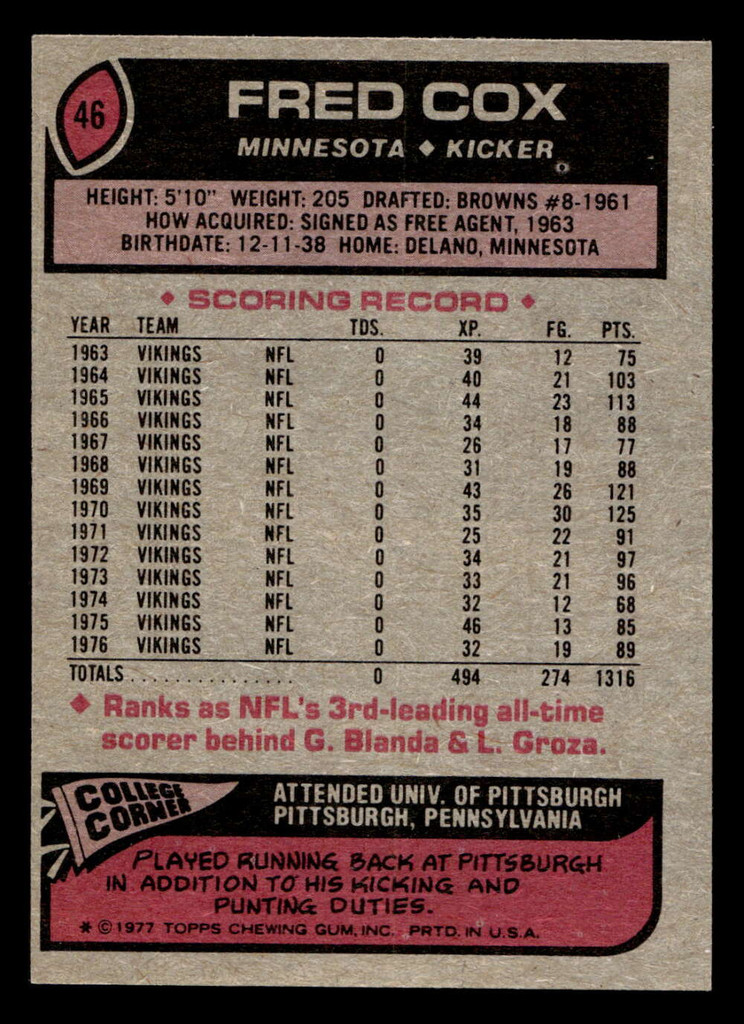 46
FRED COX
MINNESOTA ◆ KICKER
HEIGHT: 5'10" WEIGHT: 205 DRAFTED: BROWNS #8-1961
HOW ACQUIRED: SIGNED AS FREE AGENT, 1963
BIRTHDATE: 12-11-38 HOME: DELANO, MINNESOTA
◆ SCORING RECORD ◆
YEAR TEAM TDS. XP. FG. PTS.
1963 VIKINGS NFL 0 39 12 75
1964 VIKINGS NFL 0 40 21 103
1965 VIKINGS NFL 0 44 23 113
1966 VIKINGS NFL 0 34 18 88
1967 VIKINGS NFL 0 26 17 77
1968 VIKINGS NFL 0 31 19 88
1969 VIKINGS NFL 0 43 26 121
1970 VIKINGS NFL 0 35 30 125
1971 VIKINGS NFL 0 25 22 91
1972 VIKINGS NFL 0 34 21 97
1973 VIKINGS NFL 0 33 21 96
1974 VIKINGS NFL 0 32 12 68
1975 VIKINGS NFL 0 46 13 85
1976 VIKINGS NFL 0 32 19 89
TOTALS............... 0 494 274 1316
◆ Ranks as NFL's 3rd-leading all-time
scorer behind G. Blanda & L. Groza.
COLLEGE
CORNER
ATTENDED UNIV. OF PITTSBURGH
PITTSBURGH, PENNSYLVANIA
PLAYED RUNNING BACK AT PITTSBURGH
IN ADDITION TO HIS KICKING AND
PUNTING DUTIES.
* © 1977 TOPPS CHEWING GUM, INC. PRTD. IN U.S.A.